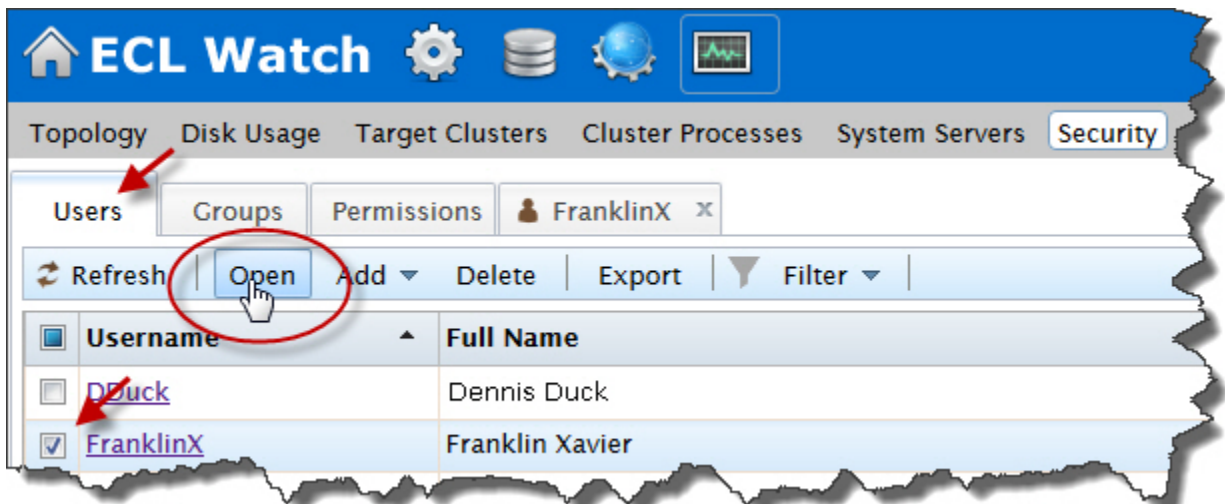 ECL Watch
Topology Disk Usage Target Clusters Cluster Processes System Servers Security
Users Groups Permissions FranklinX x
Refresh Open Add Delete Export Filter
Username Full Name
DDuck Dennis Duck
FranklinX Franklin Xavier